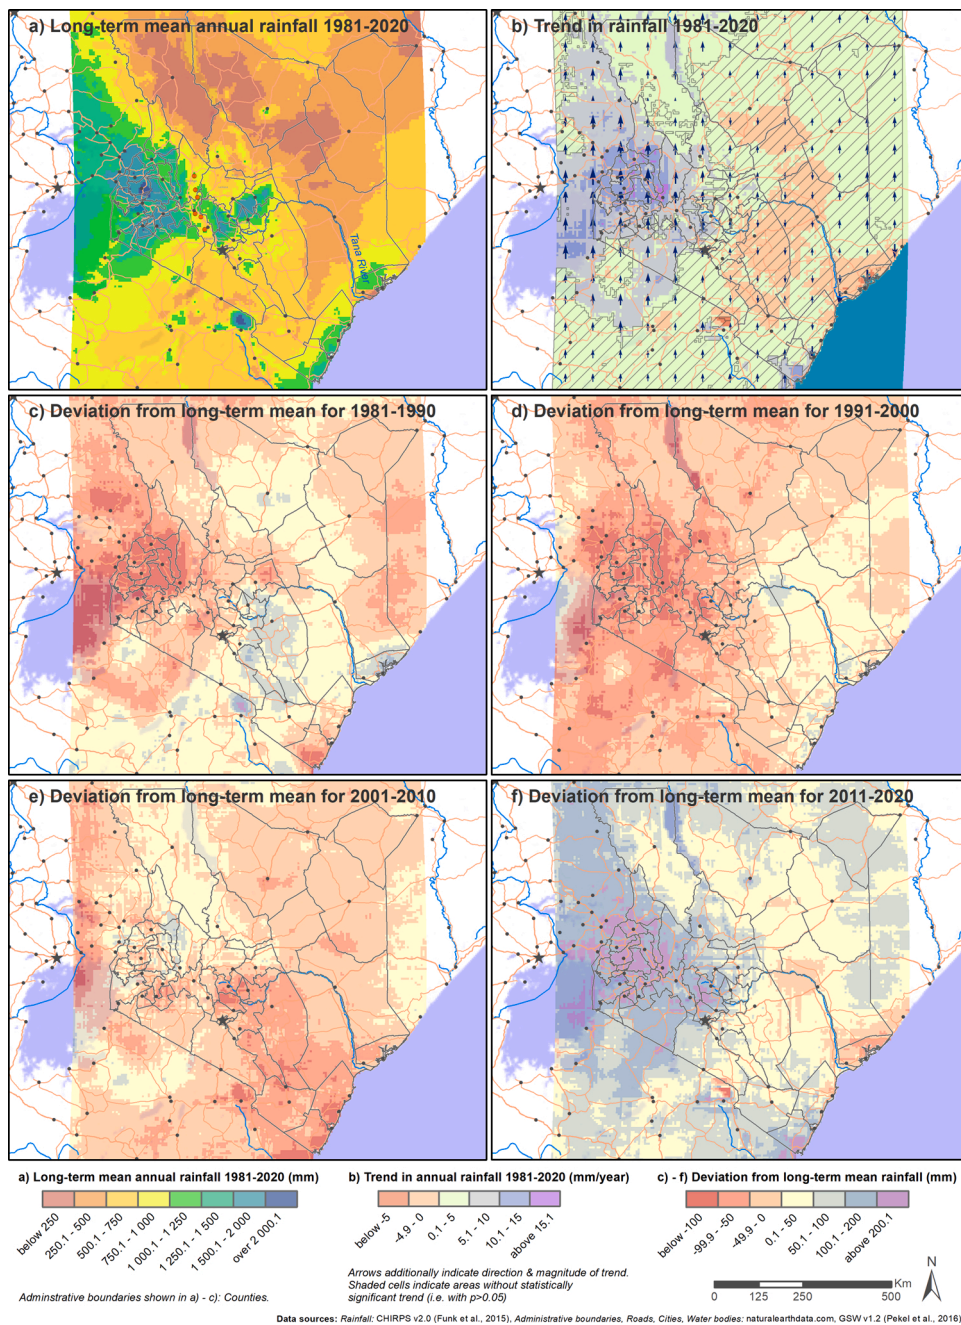 a) Long-term mean annual rainfall 1981-2020
b) Trend in rainfall 1981-2020
Tana River
c) Deviation from long-term mean for 1981-1990
d) Deviation from long-term mean for 1991-2000
e) Deviation from long-term mean for 2001-2010
f) Deviation from long-term mean for 2011-2020
a) Long-term mean annual rainfall 1981-2020 (mm)
below 250
250.1 - 500
500.1 - 750
750.1 - 1 000
1 000.1 - 1 250
1 250.1 - 1 500
1 500.1 - 2 000
over 2 000.1
Adminstrative boundaries shown in a) - c): Counties.
b) Trend in annual rainfall 1981-2020 (mm/year)
below-5
-4.9 - 0
0.1 - 5
5.1 - 10
10.1 - 15
above 15.1
Arrows additionally indicate direction & magnitude of trend.
Shaded cells indicate areas without statistically
significant trend (i.e. with p>0.05)
c) - f) Deviation from long-term mean rainfall (mm)
below-100
-99.9 - -50
-49.9 - 0
0.1 - 50
50.1 - 100
100.1 - 200
above 200.1
N
Km
0 125 250 500
Data sources: Rainfall: CHIRPS v2.0 (Funk et al., 2015), Administrative boundaries, Roads, Cities, Water bodies: naturalearthdata.com, GSW v1.2 (Pekel et al., 2016)